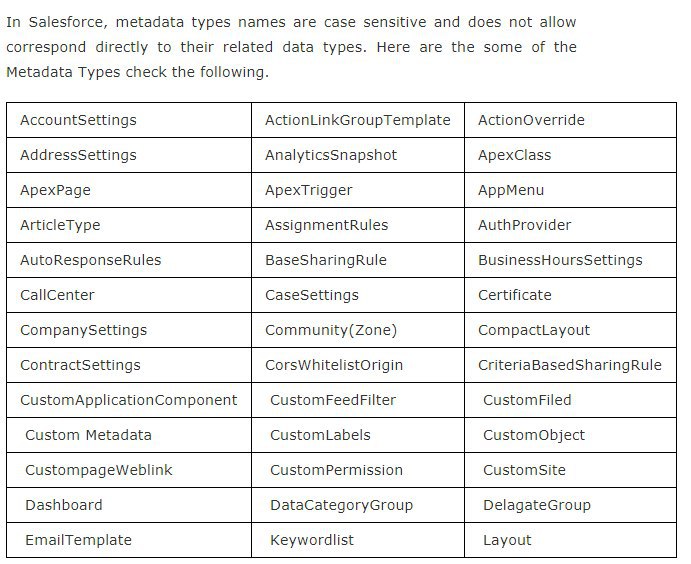 In Salesforce, metadata types names are case sensitive and does not allow
correspond directly to their related data types. Here are the some of the
Metadata Types check the following.
AccountSettings ActionLinkGroupTemplate ActionOverride
AddressSettings AnalyticsSnapshot ApexClass
ApexPage ApexTrigger AppMenu
ArticleType AssignmentRules AuthProvider
AutoResponseRules BaseSharingRule BusinessHoursSettings
CallCenter CaseSettings Certificate
CompanySettings Community(Zone) CompactLayout
ContractSettings CorsWhitelistOrigin CriteriaBasedSharingRule
CustomApplicationComponent CustomFeedFilter CustomFiled
Custom Metadata CustomLabels CustomObject
CustompageWeblink CustomPermission CustomSite
Dashboard DataCategoryGroup DelagateGroup
EmailTemplate Keywordlist Layout